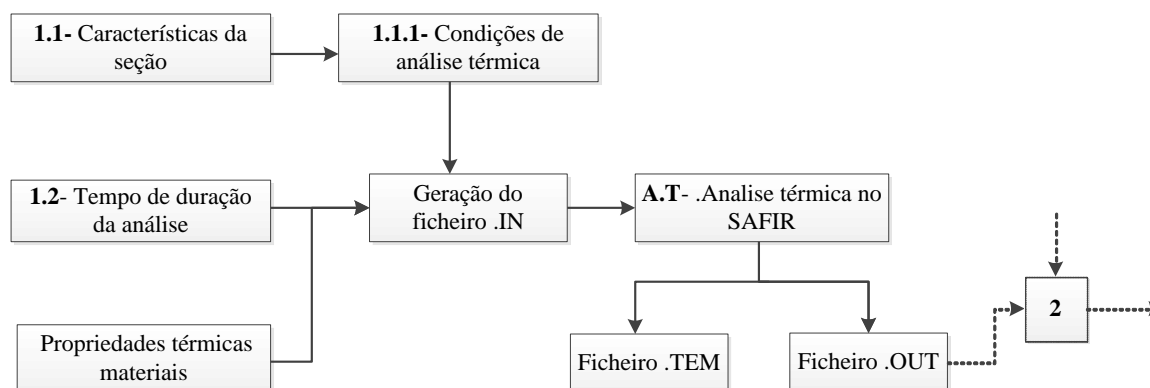 1.1- Características da
seção
1.1.1- Condições de
análise térmica
1.2- Tempo de duração
da análise
Geração do
ficheiro .IN
A.T- .Analise térmica no
SAFIR
2
Propriedades térmicas
materiais
Ficheiro .TEM
Ficheiro .OUT